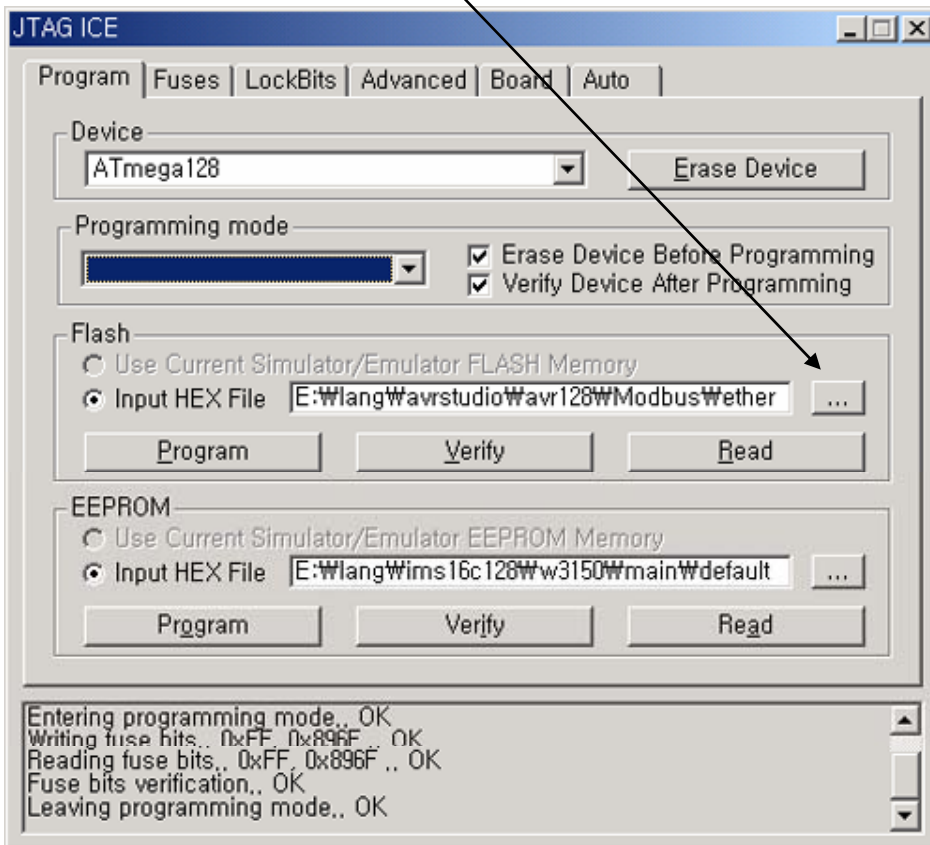 JTAG ICE
Program Fuses LockBits Advanced Board Auto
Device
ATmega128 Erase Device
Programming mode
Erase Device Before Programming
Verify Device After Programming
Flash
Use Current Simulator/Emulator FLASH Memory
Input HEX File E:₩lang₩avrstudio₩avr128₩Modbus₩ether ...
Program Verify Read
EEPROM
Use Current Simulator/Emulator EEPROM Memory
Input HEX File E:₩lang₩ims16c128₩w3150₩main₩default ...
Program Verify Read
Entering programming mode.. OK
Writing fuse bits.. 0xFF, 0x896F .. OK
Reading fuse bits.. 0xFF, 0x896F .. OK
Fuse bits verification.. OK
Leaving programming mode.. OK